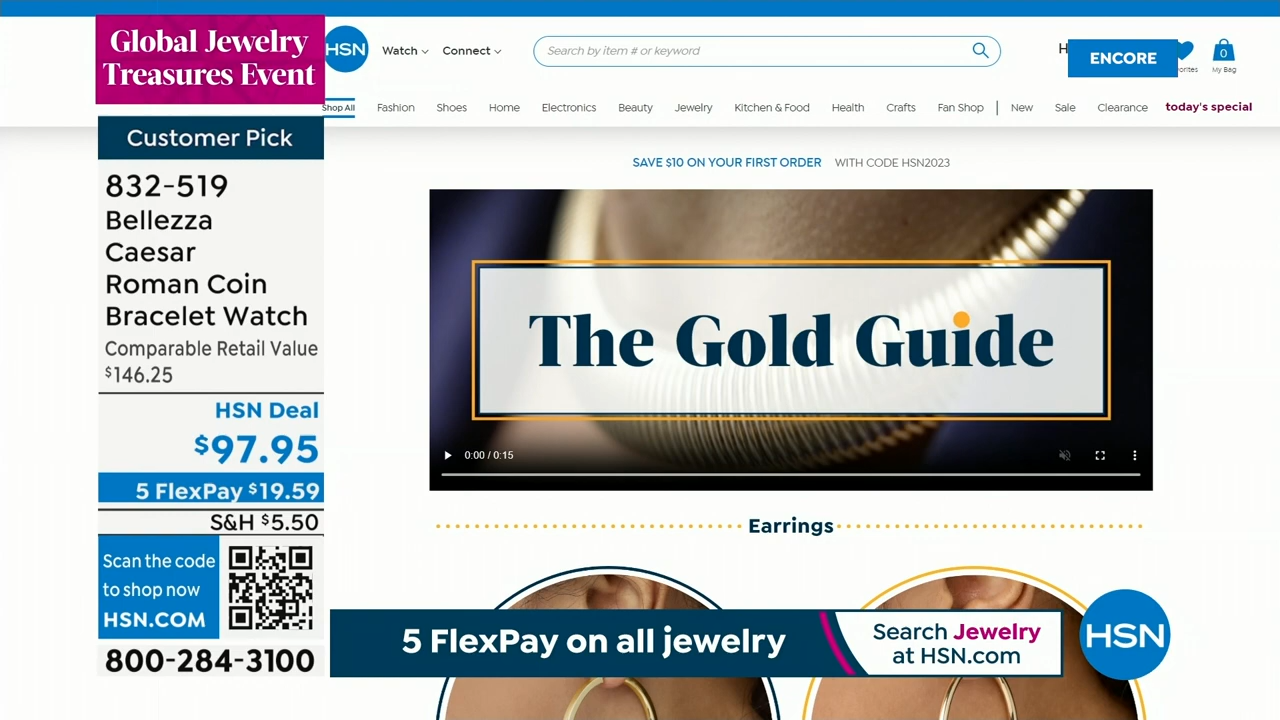 Global Jewelry
Treasures Event
HSN
Watch
Connect
Search by item # or keyword
H
ENCORE
orites
0
My Bag
Shop All
Fashion
Shoes
Home
Electronics
Beauty
Jewelry
Kitchen & Food
Health
Crafts
Fan Shop
New
Sale
Clearance
today's special
Customer Pick
832-519
Bellezza
Caesar
Roman Coin
Bracelet Watch
Comparable Retail Value
$146.25
HSN Deal
$97.95
5 FlexPay $19.59
S&H $5.50
Scan the code
to shop now
HSN.COM
800-284-3100
SAVE $10 ON YOUR FIRST ORDER WITH CODE HSN2023
The Gold Guide
0:00 / 0:15
Earrings
5 FlexPay on all jewelry
Search Jewelry
at HSN.com
HSN